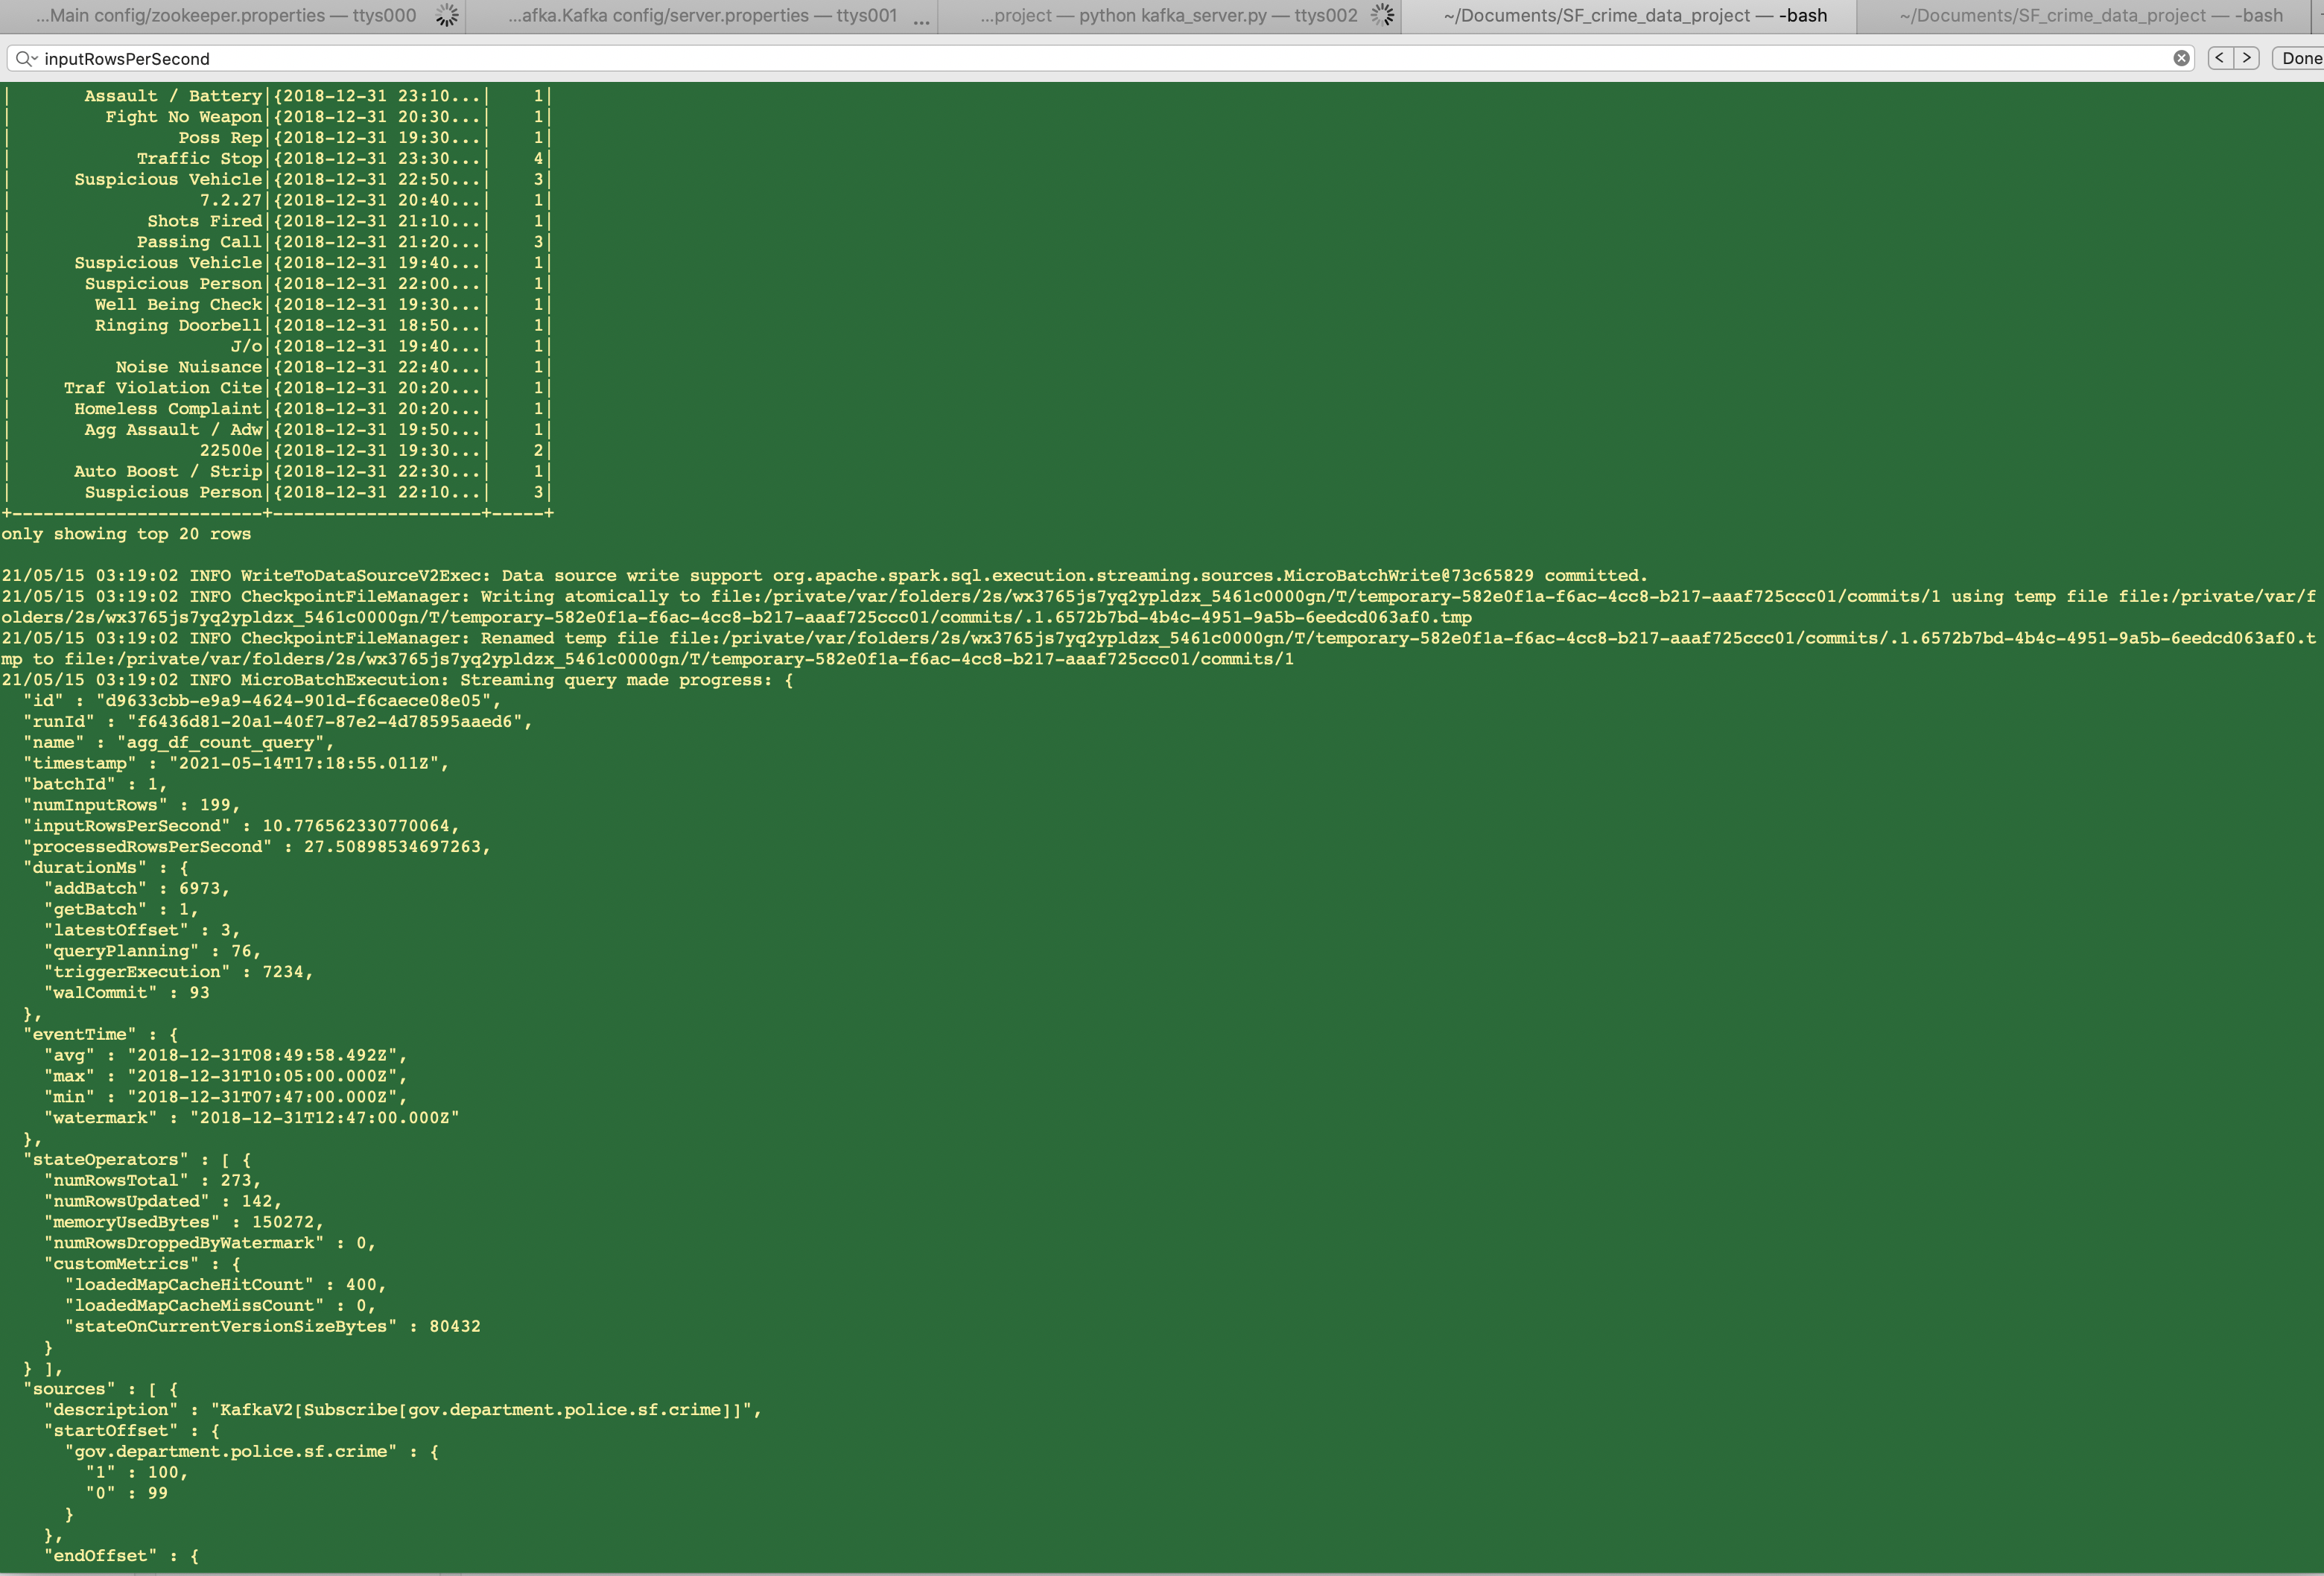 ...Main config/zookeeper.properties — ttys000
...afka.Kafka config/server.properties — ttys001 ...
...project — python kafka_server.py — ttys002
~/Documents/SF_crime_data_project — -bash
~/Documents/SF_crime_data_project — -bash
inputRowsPerSecond
< > Done
|       Assault / Battery|{2018-12-31 23:10...|    1|
|         Fight No Weapon|{2018-12-31 20:30...|    1|
|                Poss Rep|{2018-12-31 19:30...|    1|
|            Traffic Stop|{2018-12-31 23:30...|    4|
|      Suspicious Vehicle|{2018-12-31 22:50...|    3|
|                  7.2.27|{2018-12-31 20:40...|    1|
|             Shots Fired|{2018-12-31 21:10...|    1|
|            Passing Call|{2018-12-31 21:20...|    3|
|      Suspicious Vehicle|{2018-12-31 19:40...|    1|
|       Suspicious Person|{2018-12-31 22:00...|    1|
|        Well Being Check|{2018-12-31 19:30...|    1|
|        Ringing Doorbell|{2018-12-31 18:50...|    1|
|                     J/o|{2018-12-31 19:40...|    1|
|          Noise Nuisance|{2018-12-31 22:40...|    1|
|     Traf Violation Cite|{2018-12-31 20:20...|    1|
|      Homeless Complaint|{2018-12-31 20:20...|    1|
|       Agg Assault / Adw|{2018-12-31 19:50...|    1|
|                  22500e|{2018-12-31 19:30...|    2|
|      Auto Boost / Strip|{2018-12-31 22:30...|    1|
|       Suspicious Person|{2018-12-31 22:10...|    3|
+------------------------+--------------------+-----+
only showing top 20 rows
21/05/15 03:19:02 INFO WriteToDataSourceV2Exec: Data source write support org.apache.spark.sql.execution.streaming.sources.MicroBatchWrite@73c65829 committed.
21/05/15 03:19:02 INFO CheckpointFileManager: Writing atomically to file:/private/var/folders/2s/wx3765js7yq2ypldzx_5461c0000gn/T/temporary-582e0f1a-f6ac-4cc8-b217-aaaf725ccc01/commits/1 using temp file file:/private/var/f
olders/2s/wx3765js7yq2ypldzx_5461c0000gn/T/temporary-582e0f1a-f6ac-4cc8-b217-aaaf725ccc01/commits/.1.6572b7bd-4b4c-4951-9a5b-6eedcd063af0.tmp
21/05/15 03:19:02 INFO CheckpointFileManager: Renamed temp file file:/private/var/folders/2s/wx3765js7yq2ypldzx_5461c0000gn/T/temporary-582e0f1a-f6ac-4cc8-b217-aaaf725ccc01/commits/.1.6572b7bd-4b4c-4951-9a5b-6eedcd063af0.t
mp to file:/private/var/folders/2s/wx3765js7yq2ypldzx_5461c0000gn/T/temporary-582e0f1a-f6ac-4cc8-b217-aaaf725ccc01/commits/1
21/05/15 03:19:02 INFO MicroBatchExecution: Streaming query made progress: {
  "id" : "d9633cbb-e9a9-4624-901d-f6caece08e05",
  "runId" : "f6436d81-20a1-40f7-87e2-4d78595aaed6",
  "name" : "agg_df_count_query",
  "timestamp" : "2021-05-14T17:18:55.011Z",
  "batchId" : 1,
  "numInputRows" : 199,
  "inputRowsPerSecond" : 10.776562330770064,
  "processedRowsPerSecond" : 27.50898534697263,
  "durationMs" : {
    "addBatch" : 6973,
    "getBatch" : 1,
    "latestOffset" : 3,
    "queryPlanning" : 76,
    "triggerExecution" : 7234,
    "walCommit" : 93
  },
  "eventTime" : {
    "avg" : "2018-12-31T08:49:58.492Z",
    "max" : "2018-12-31T10:05:00.000Z",
    "min" : "2018-12-31T07:47:00.000Z",
    "watermark" : "2018-12-31T12:47:00.000Z"
  },
  "stateOperators" : [ {
    "numRowsTotal" : 273,
    "numRowsUpdated" : 142,
    "memoryUsedBytes" : 150272,
    "numRowsDroppedByWatermark" : 0,
    "customMetrics" : {
      "loadedMapCacheHitCount" : 400,
      "loadedMapCacheMissCount" : 0,
      "stateOnCurrentVersionSizeBytes" : 80432
    }
  } ],
  "sources" : [ {
    "description" : "KafkaV2[Subscribe[gov.department.police.sf.crime]]",
    "startOffset" : {
      "gov.department.police.sf.crime" : {
        "1" : 100,
        "0" : 99
      }
    },
    "endOffset" : {